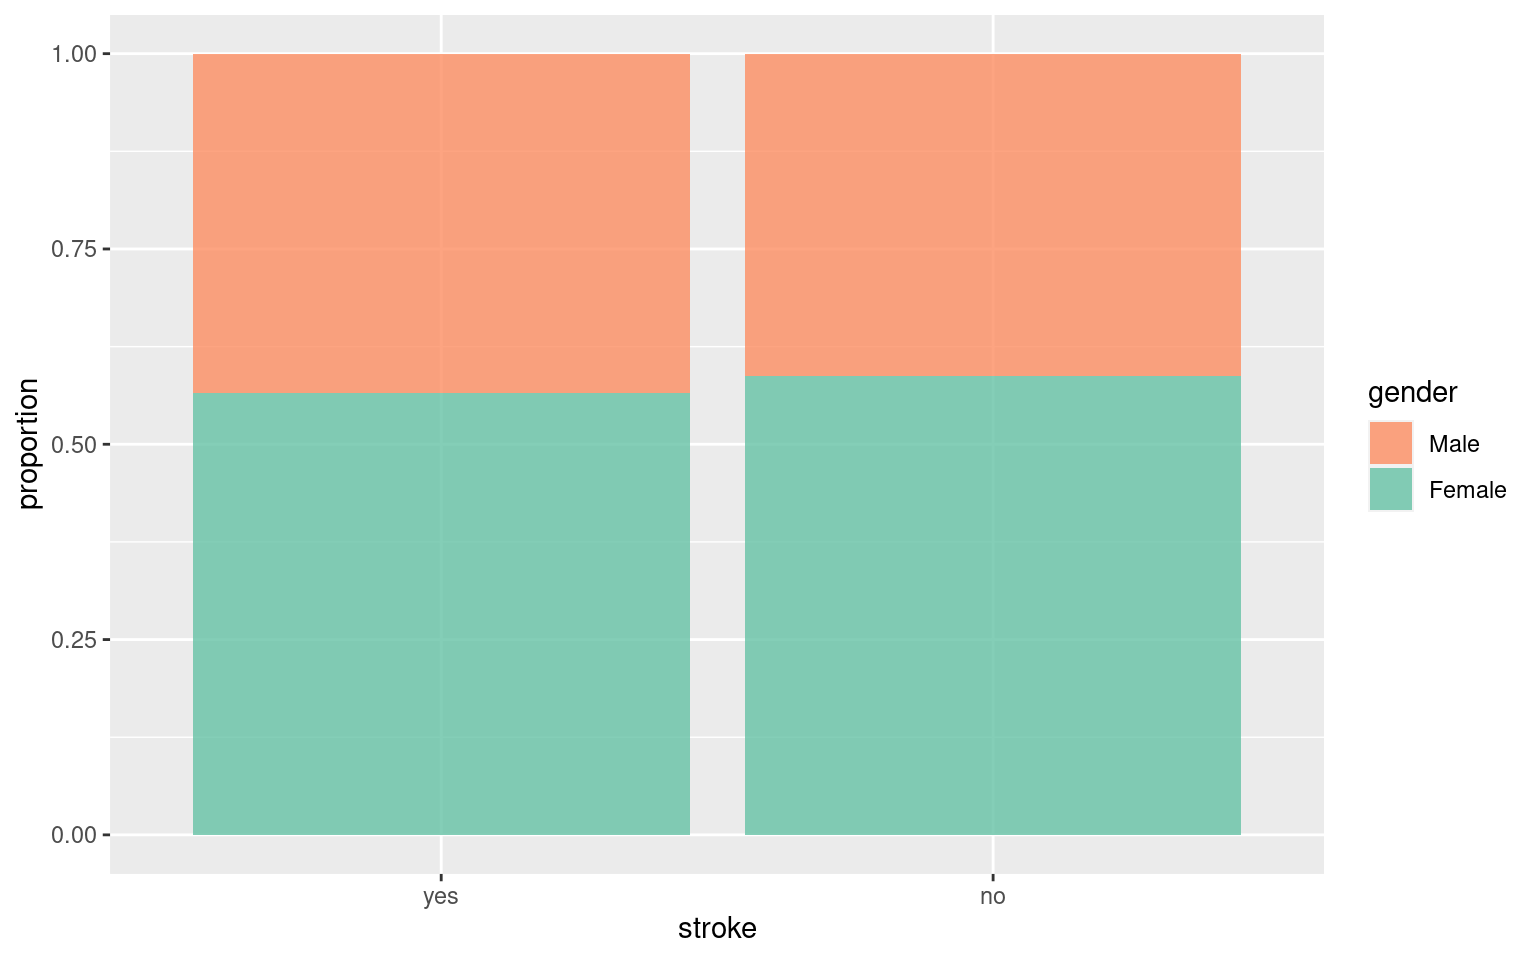 1.00
0.75
0.50
0.25
0.00
proportion
yes
no
stroke
gender
Male
Female